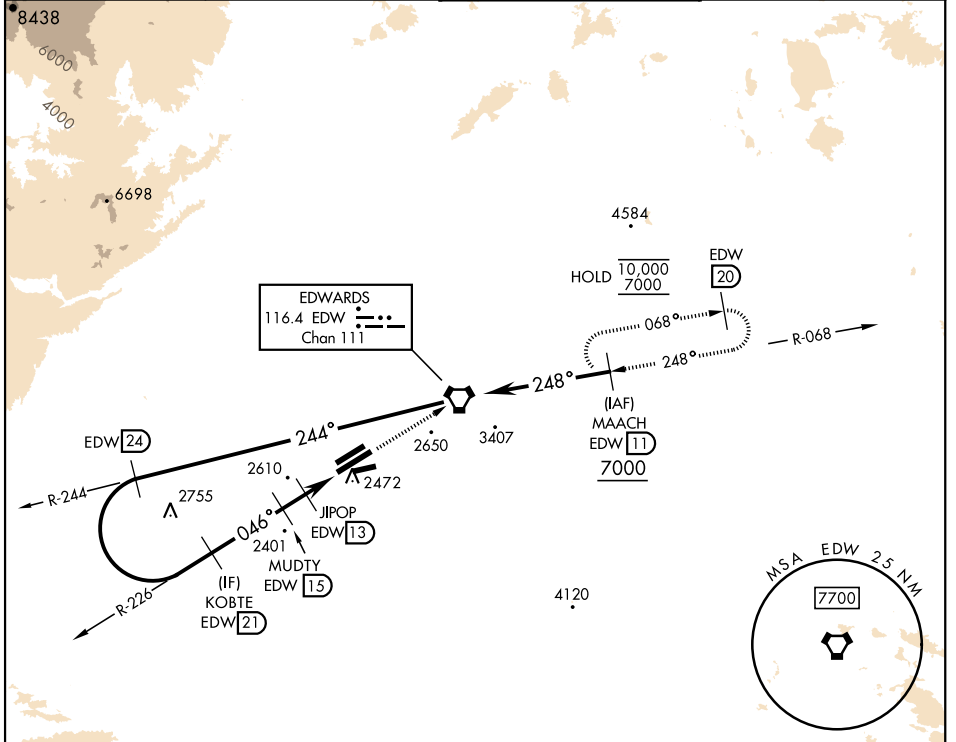 8438
6000
4000
6698
4584
HOLD 10,000
7000
EDW
20
EDWARDS
116.4 EDW
Chan 111
068°
248°
R-068
248°
(IAF)
MAACH
EDW 11
7000
244°
EDW 24
R-244
2650
3407
2610
2472
2755
046°
JIPOP
EDW 13
2401
MUDTY
EDW 15
(IF)
KOBTE
EDW 21
R-226
4120
MSA EDW 25 NM
7700